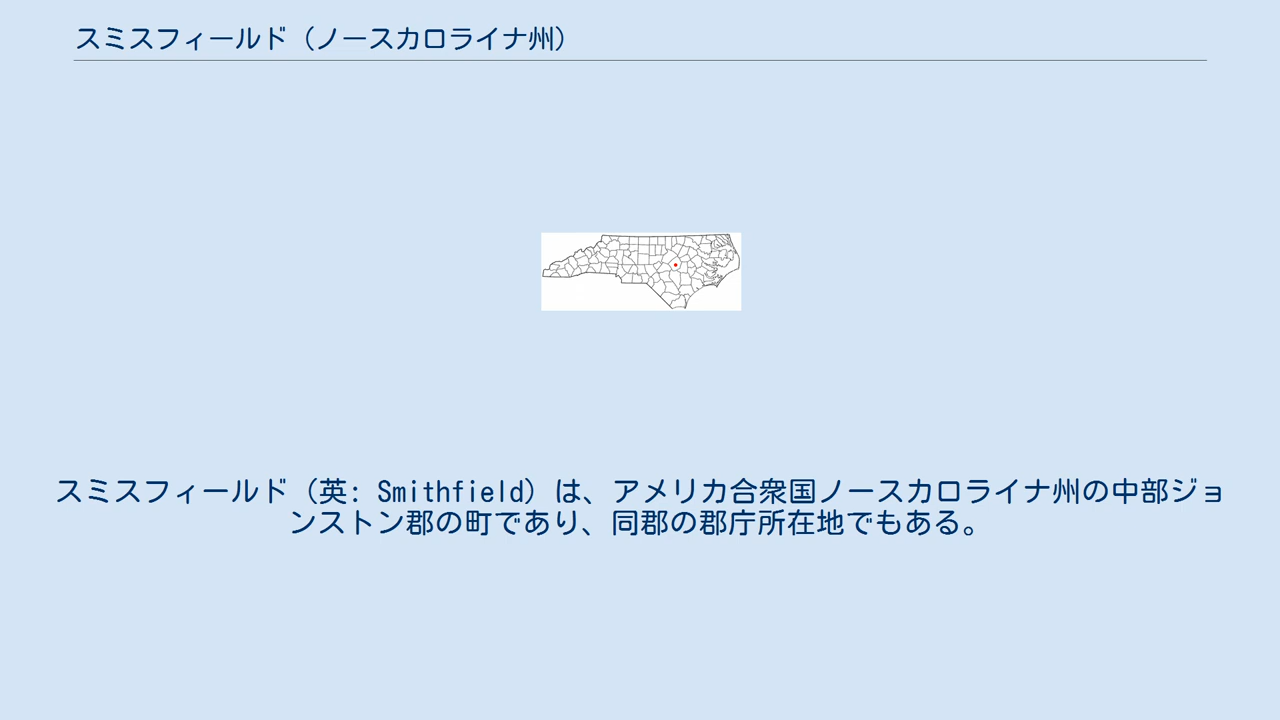 スミスフィールド（ノースカロライナ州）
スミスフィールド（英: Smithfield）は、アメリカ合衆国ノースカロライナ州の中部ジョ
ンストン郡の町であり、同郡の郡庁所在地でもある。